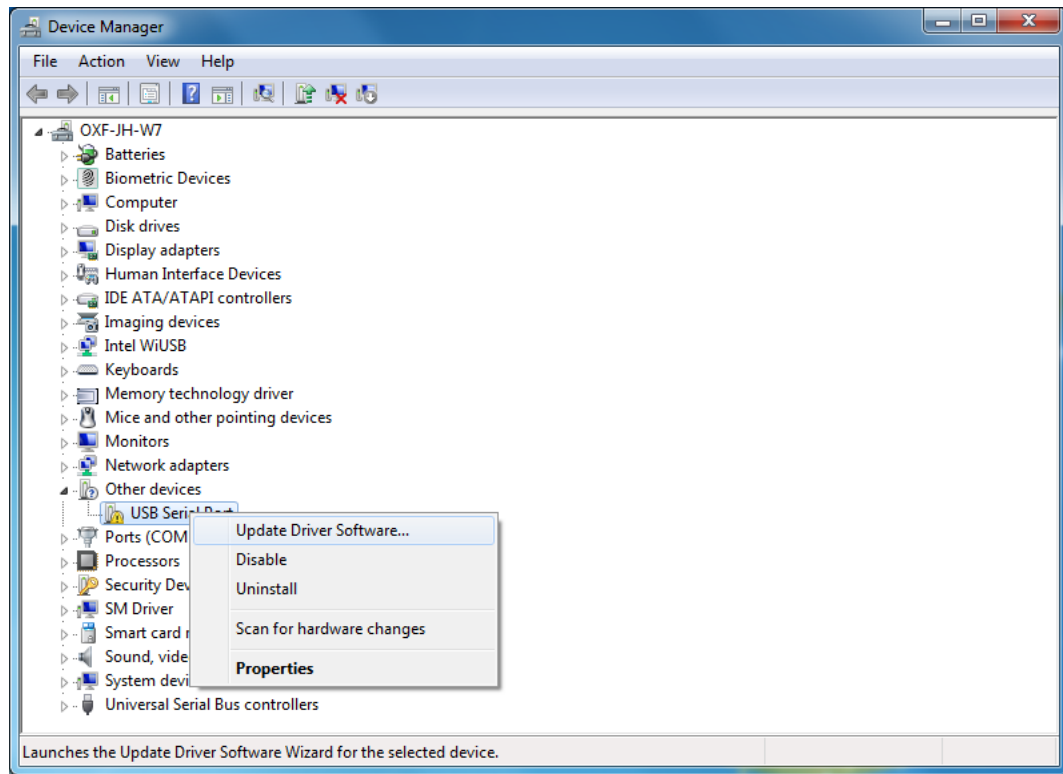 Device Manager
File Action View Help
OXF-JH-W7
Batteries
Biometric Devices
Computer
Disk drives
Display adapters
Human Interface Devices
IDE ATA/ATAPI controllers
Imaging devices
Intel WiUSB
Keyboards
Memory technology driver
Mice and other pointing devices
Monitors
Network adapters
Other devices
USB Serial Port
Ports (COM
Processors
Security Dev
SM Driver
Smart card r
Sound, vide
System devi
Universal Serial Bus controllers
Update Driver Software...
Disable
Uninstall
Scan for hardware changes
Properties
Launches the Update Driver Software Wizard for the selected device.